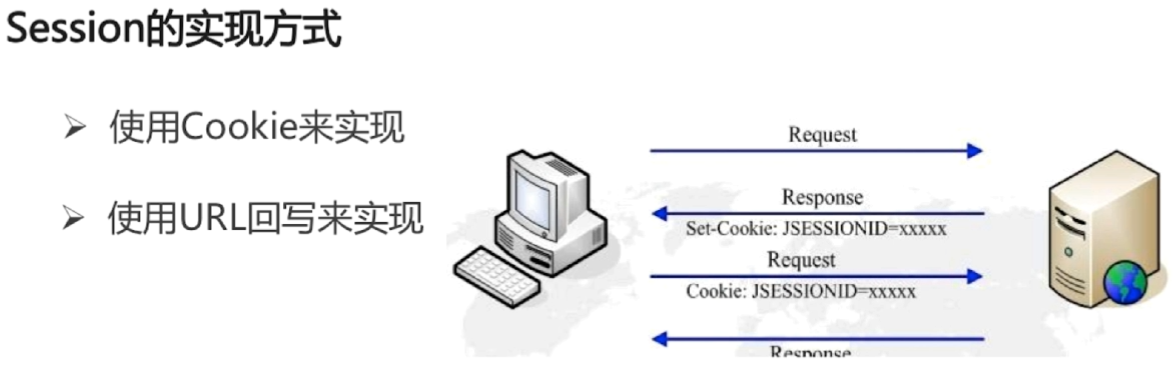 Session的实现方式
使用Cookie来实现
使用URL回写来实现
Request
Response
Set-Cookie: JSESSIONID=xxxxx
Request
Cookie: JSESSIONID=xxxxx
Response